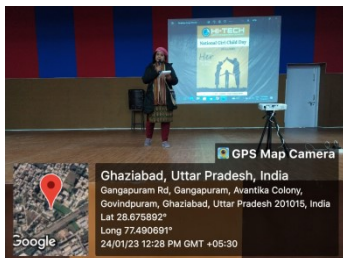 HI-TECH
National Girl Child Day
GPS Map Camera
Ghaziabad, Uttar Pradesh, India
Gangapuram Rd, Gangapuram, Avantika Colony,
Govindpuram, Ghaziabad, Uttar Pradesh 201015, India
Lat 28.675892°
Long 77.490691°
24/01/23 12:28 PM GMT +05:30
Google